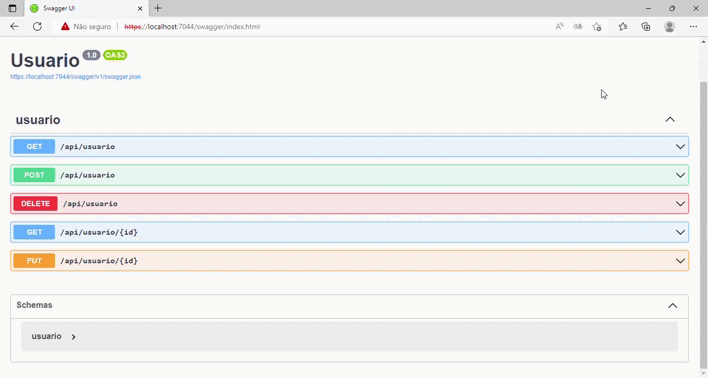 Swagger UI
Não seguro
https://localhost:7044/swagger/index.html
Usuario 1.0 OAS3
https://localhost:7044/swagger/v1/swagger.json
usuario
GET /api/usuario
POST /api/usuario
DELETE /api/usuario
GET /api/usuario/{id}
PUT /api/usuario/{id}
Schemas
usuario